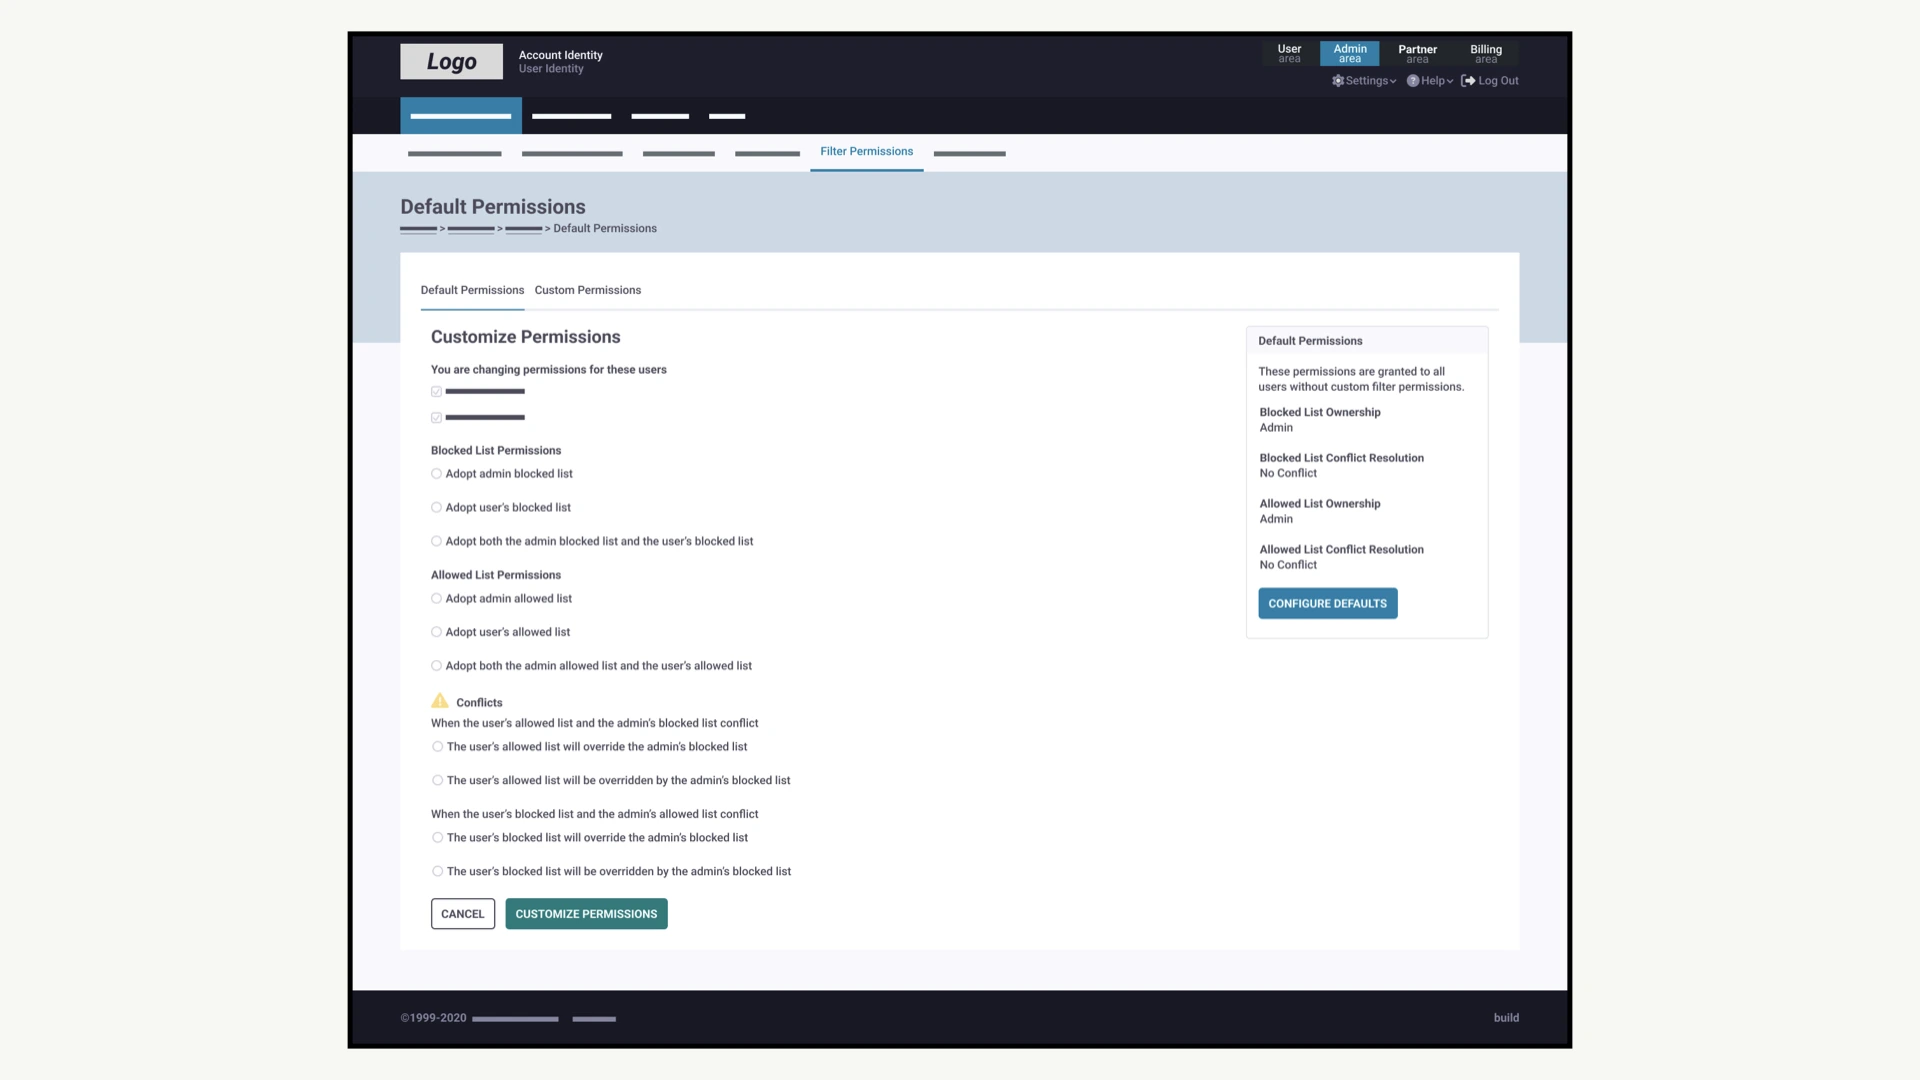 Logo
Account Identity
User Identity
User area
Admin area
Partner area
Billing area
Settings
Help
Log Out
Filter Permissions
Default Permissions
> > > Default Permissions
Default Permissions
Custom Permissions
Customize Permissions
You are changing permissions for these users
Blocked List Permissions
Adopt admin blocked list
Adopt user's blocked list
Adopt both the admin blocked list and the user's blocked list
Allowed List Permissions
Adopt admin allowed list
Adopt user's allowed list
Adopt both the admin allowed list and the user's allowed list
Conflicts
When the user's allowed list and the admin's blocked list conflict
The user's allowed list will override the admin's blocked list
The user's allowed list will be overridden by the admin's blocked list
When the user's blocked list and the admin's allowed list conflict
The user's blocked list will override the admin's blocked list
The user's blocked list will be overridden by the admin's blocked list
CANCEL
CUSTOMIZE PERMISSIONS
Default Permissions
These permissions are granted to all
users without custom filter permissions.
Blocked List Ownership
Admin
Blocked List Conflict Resolution
No Conflict
Allowed List Ownership
Admin
Allowed List Conflict Resolution
No Conflict
CONFIGURE DEFAULTS
©1999-2020
build